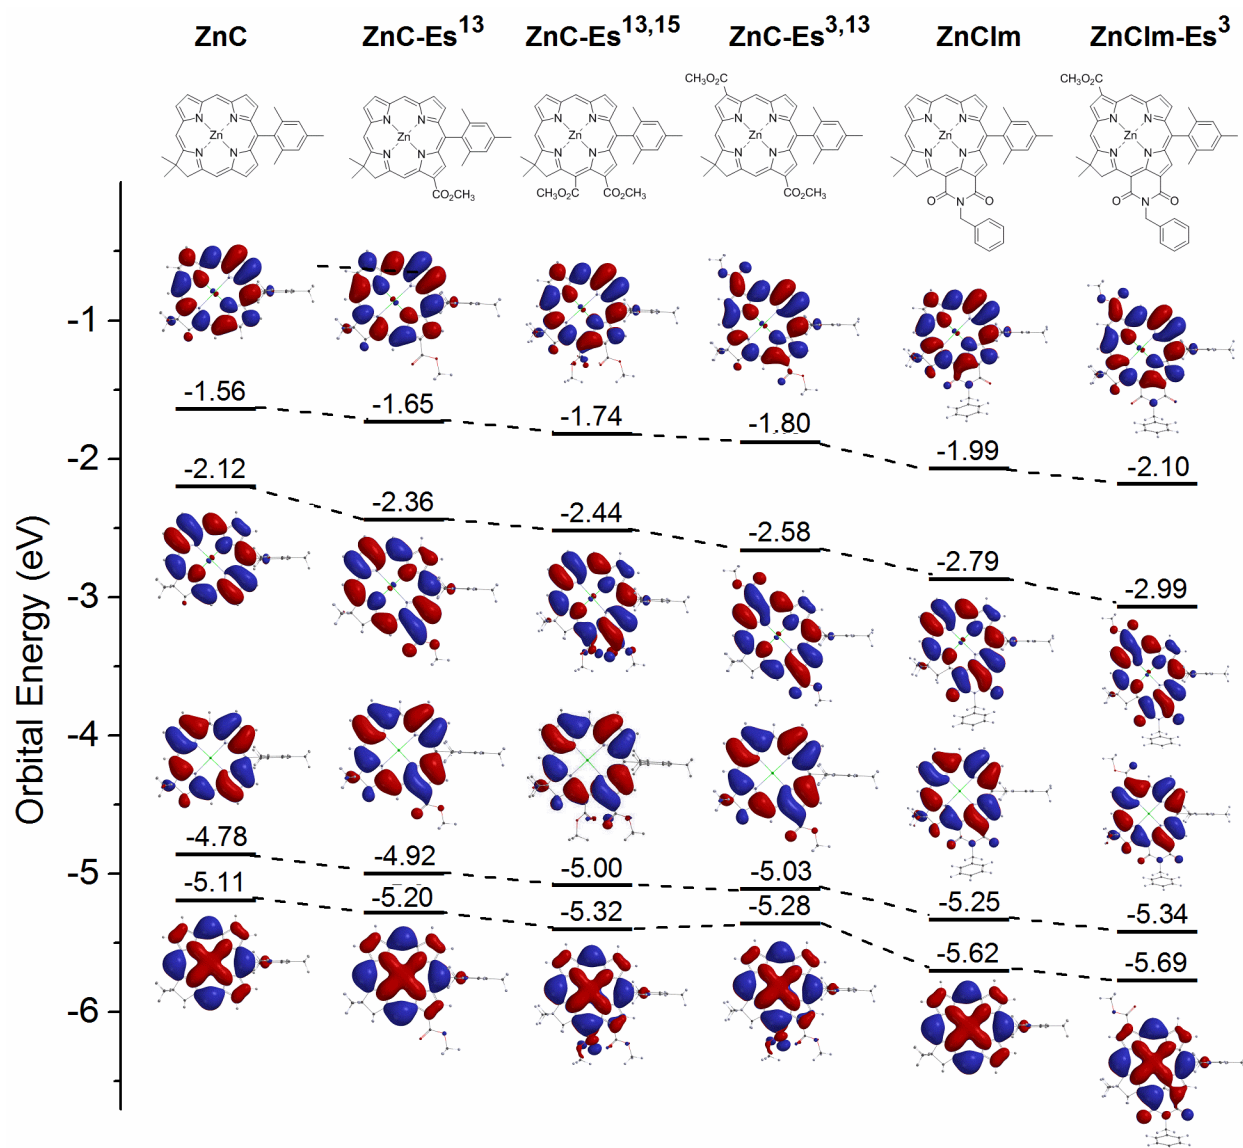 ZnC ZnC-Es13 ZnC-Es13,15 ZnC-Es3,13 ZnCIm ZnCIm-Es3
CH3O2C CH3O2C
N N N N N N N N N N N N
Zn Zn Zn Zn Zn Zn
N N N N N N N N N N N N
CO2CH3 CH3O2C CO2CH3 CO2CH3 O N O O N O
-1
-1.56 -1.65 -1.74 -1.80 -1.99 -2.10
-2
-2.12 -2.36 -2.44 -2.58 -2.79 -2.99
-3
Orbital Energy (eV)
-4
-4.78 -4.92 -5.00 -5.03 -5.25 -5.34
-5
-5.11 -5.20 -5.32 -5.28 -5.62 -5.69
-6